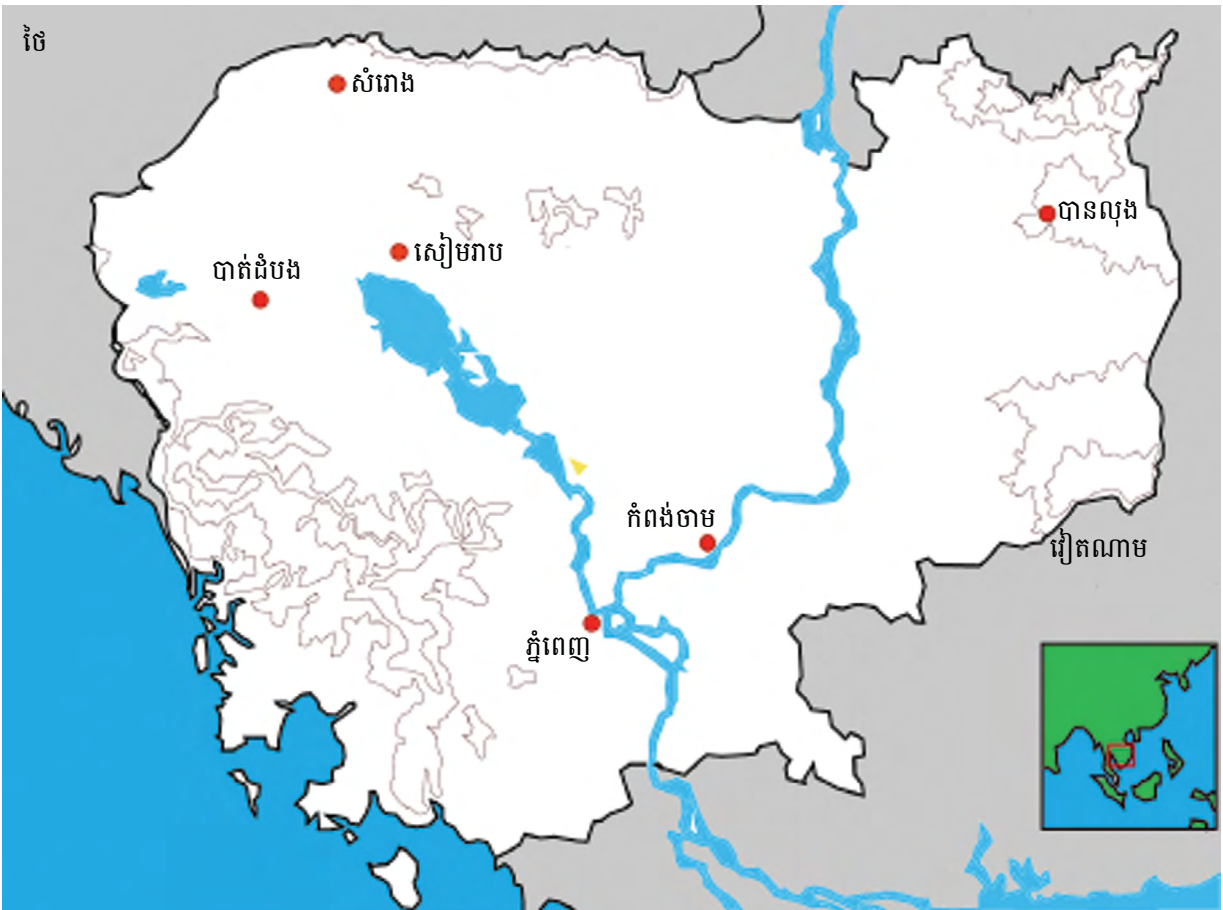 ថៃ
សំរោង
បានលុង
សៀមរាប
បាត់ដំបង
កំពង់ចាម
វៀតណាម
ភ្នំពេញ